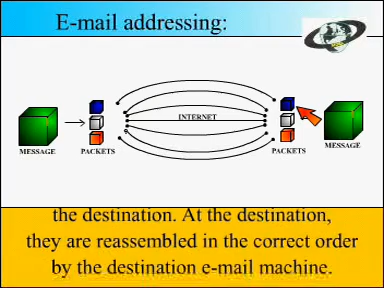 E-mail addressing:
INTERNET
MESSAGE
PACKETS
PACKETS
MESSAGE
the destination. At the destination,
they are reassembled in the correct order
by the destination e-mail machine.